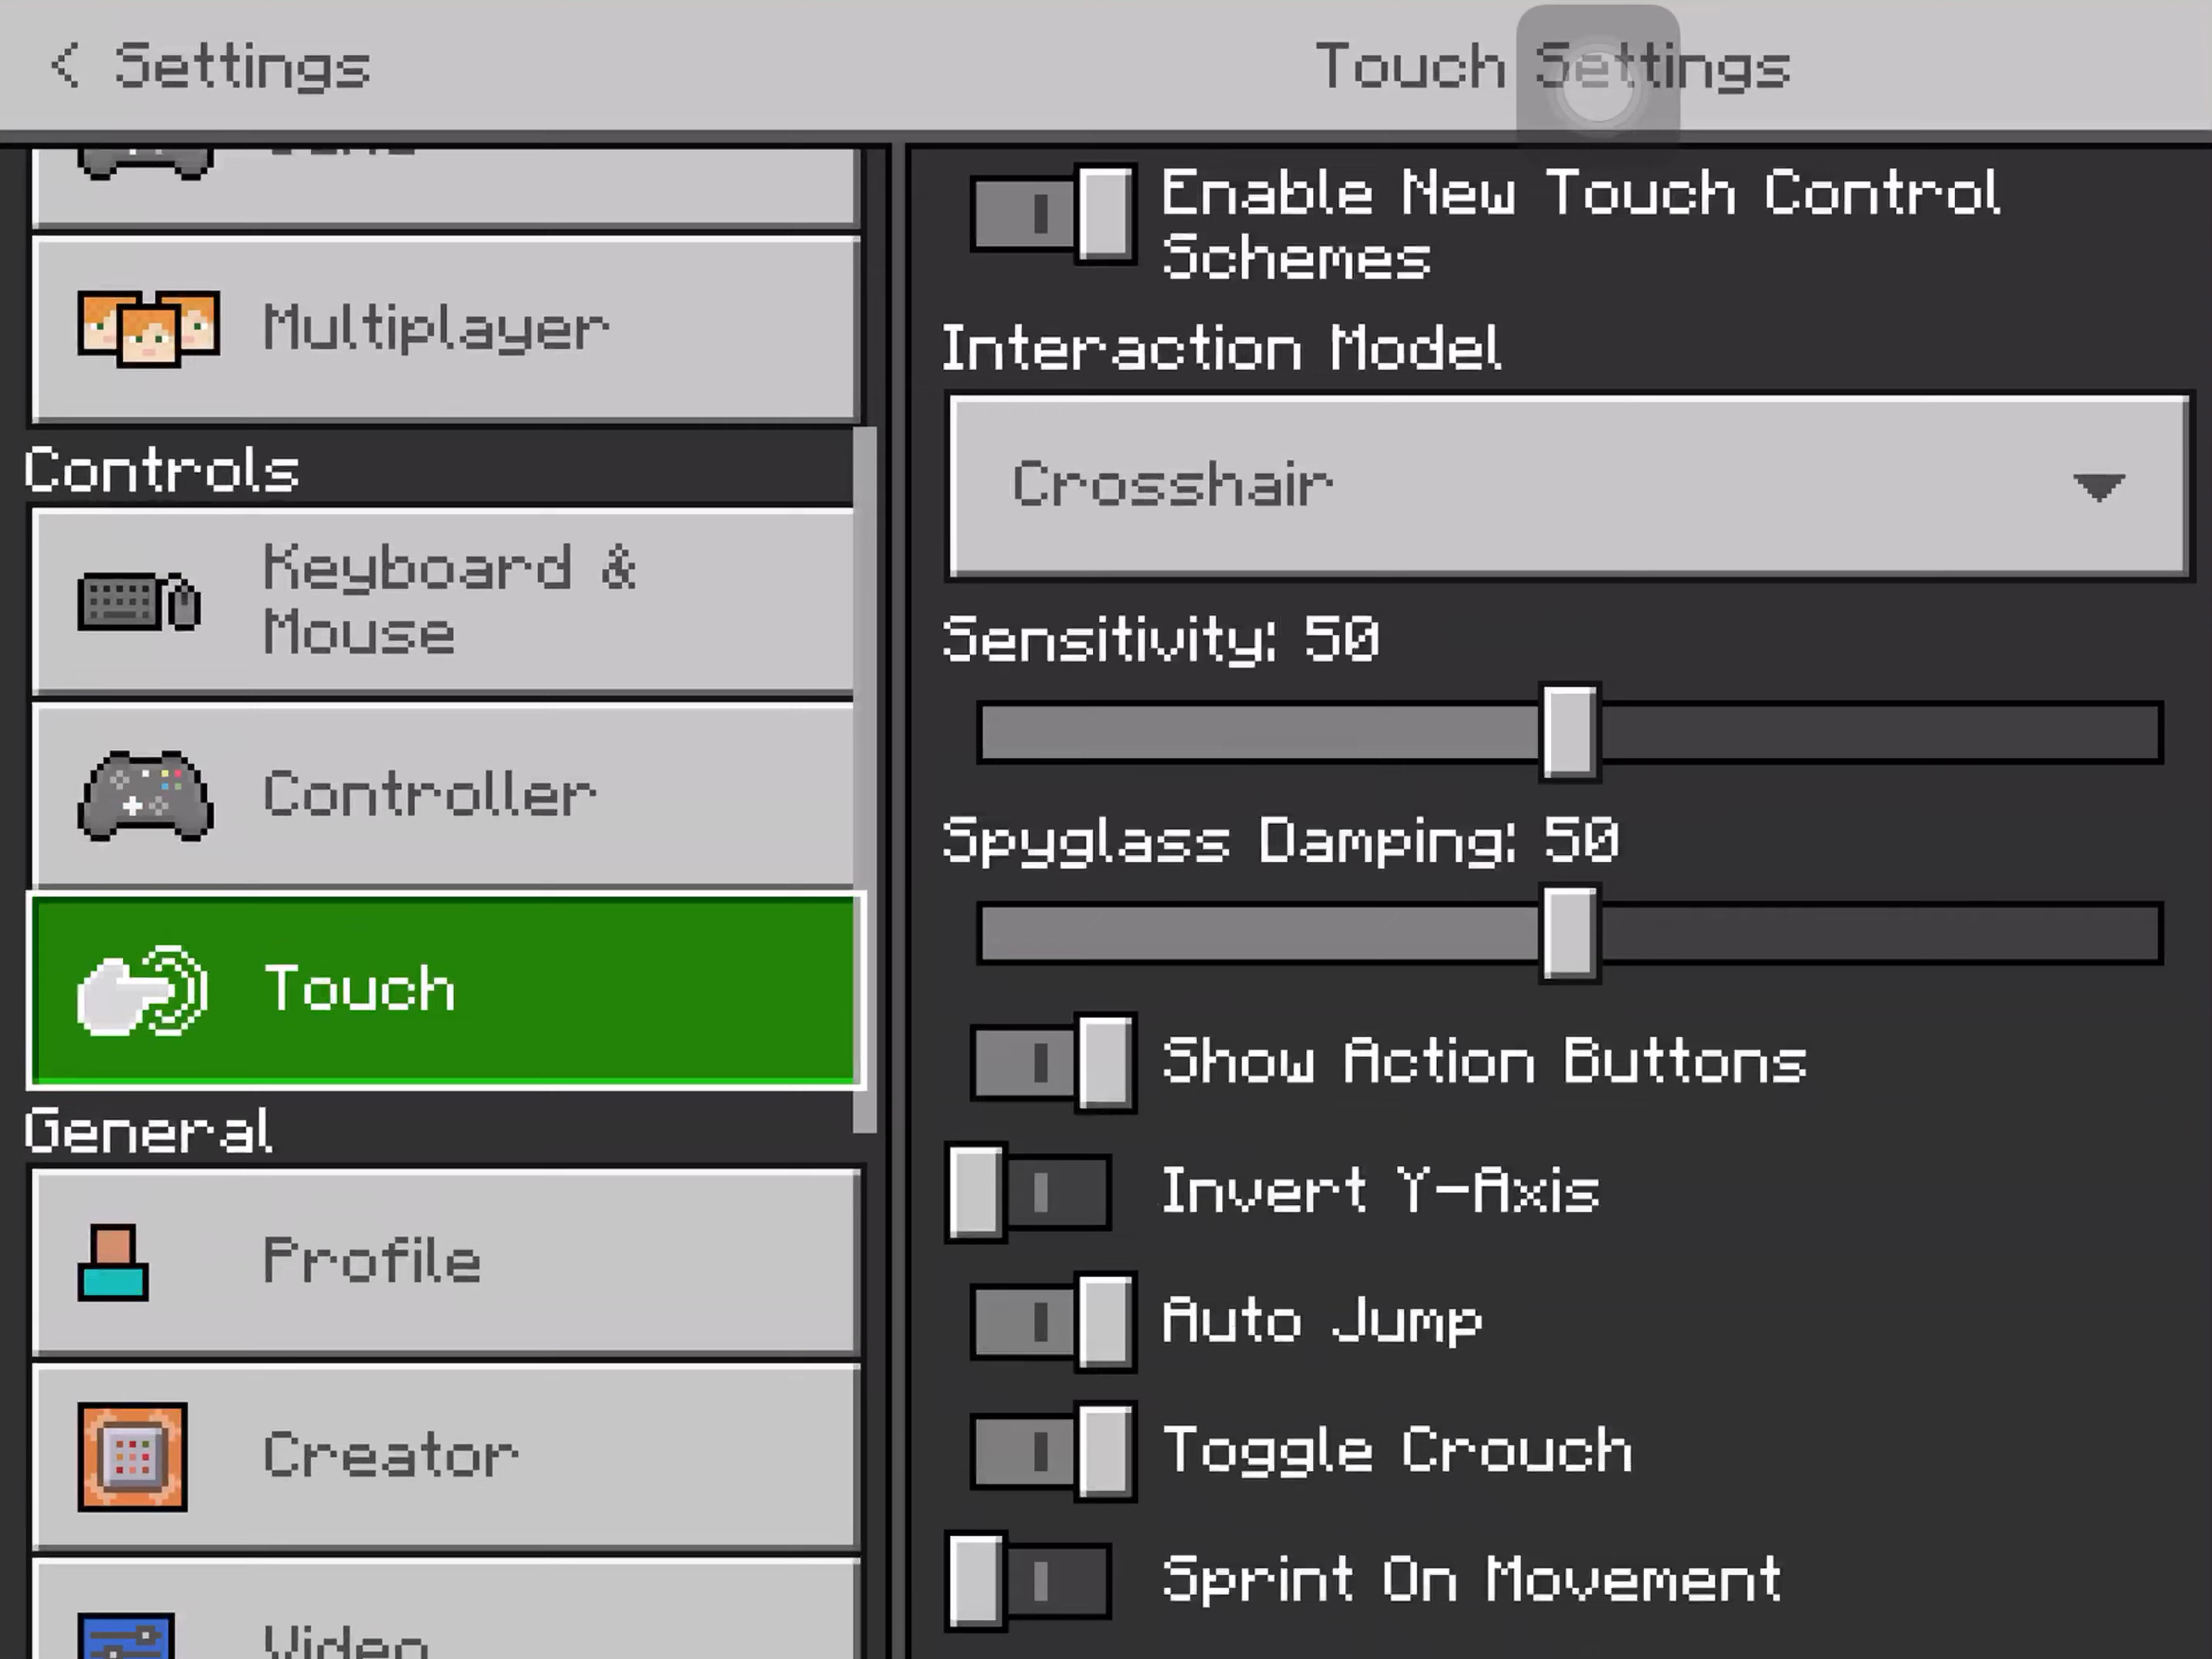 Settings
Touch Settings
Multiplayer
Controls
Keyboard &
Mouse
Controller
Touch
General
Profile
Creator
Video
Enable New Touch Control
Schemes
Interaction Model
Crosshair
Sensitivity: 50
Spyglass Damping: 50
Show Action Buttons
Invert Y-Axis
Auto Jump
Toggle Crouch
Sprint On Movement